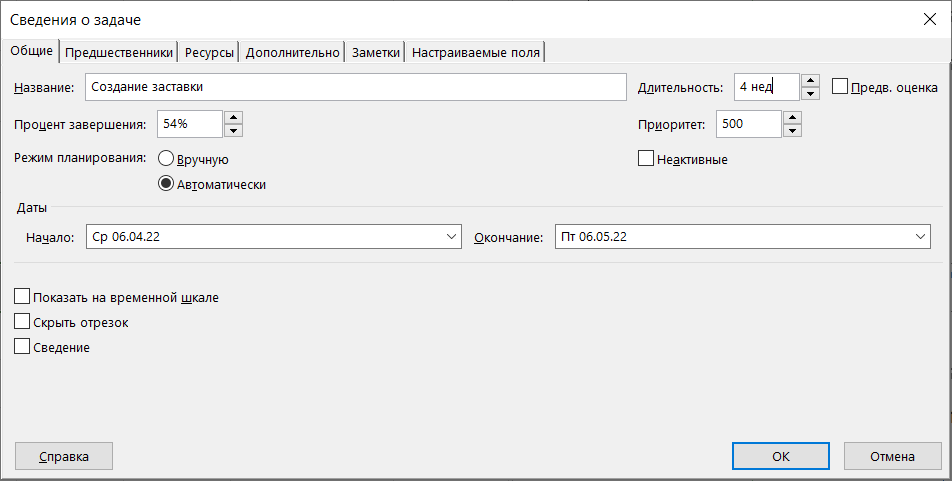 Сведения о задаче
Общие Предшественники Ресурсы Дополнительно Заметки Настраиваемые поля
Название: Создание заставки Длительность: 4 нед Предв. оценка
Процент завершения: 54% Приоритет: 500
Режим планирования: Вручную Неактивные
Автоматически
Даты
Начало: Ср 06.04.22 Окончание: Пт 06.05.22
Показать на временной шкале
Скрыть отрезок
Сведение
Справка ОК Отмена